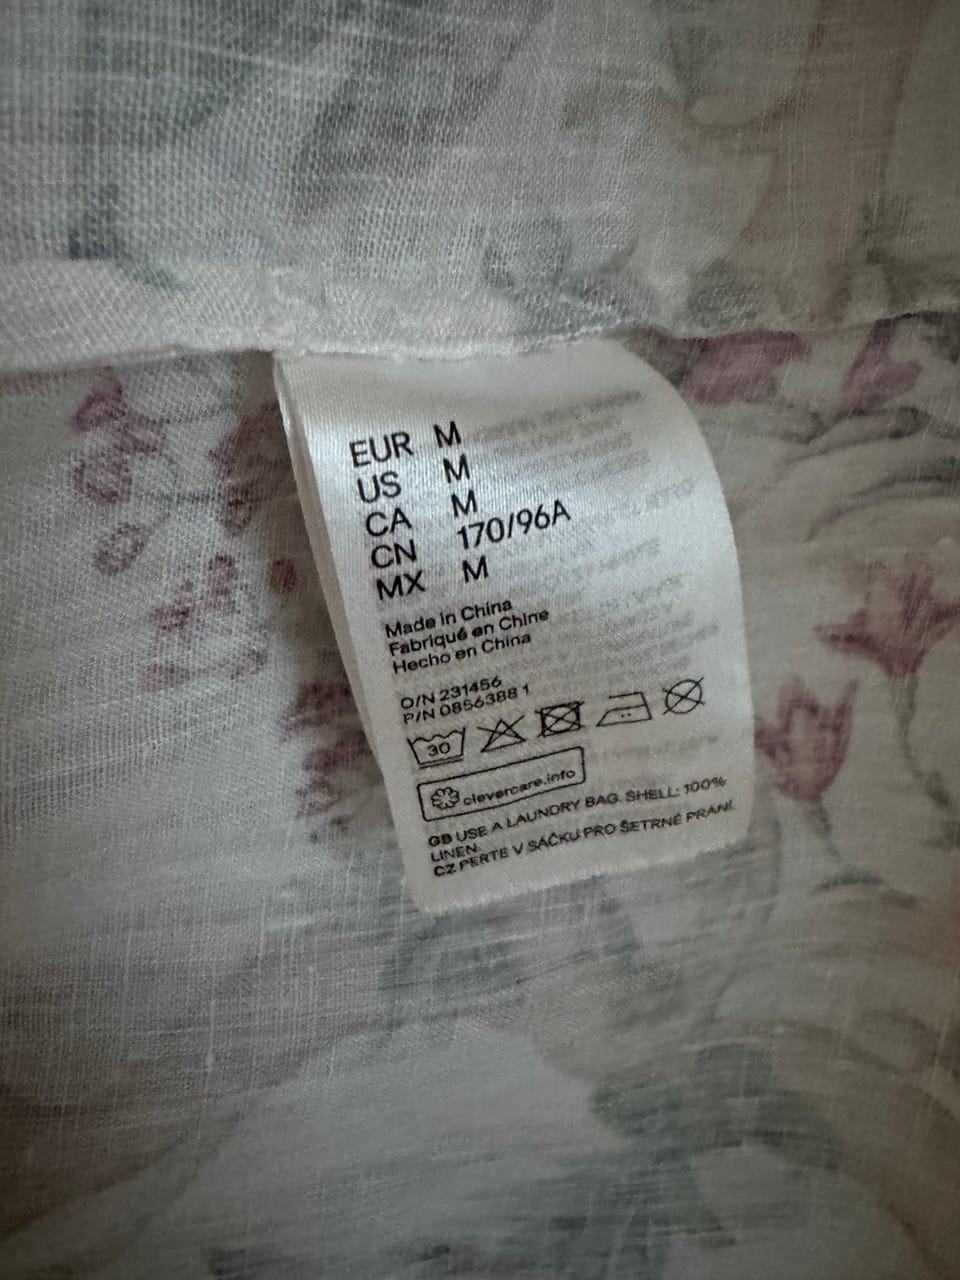 EUR M
US M
CA M
CN 170/96A
MX M
Made in China
Fabriqué en Chine
Hecho en China
O/N 231456
P/N 0856388 1
30
clevercare.info
GB USE A LAUNDRY BAG. SHELL: 100%
LINEN.
CZ PERTE V SÁČKU PRO ŠETRNÉ PRANÍ.